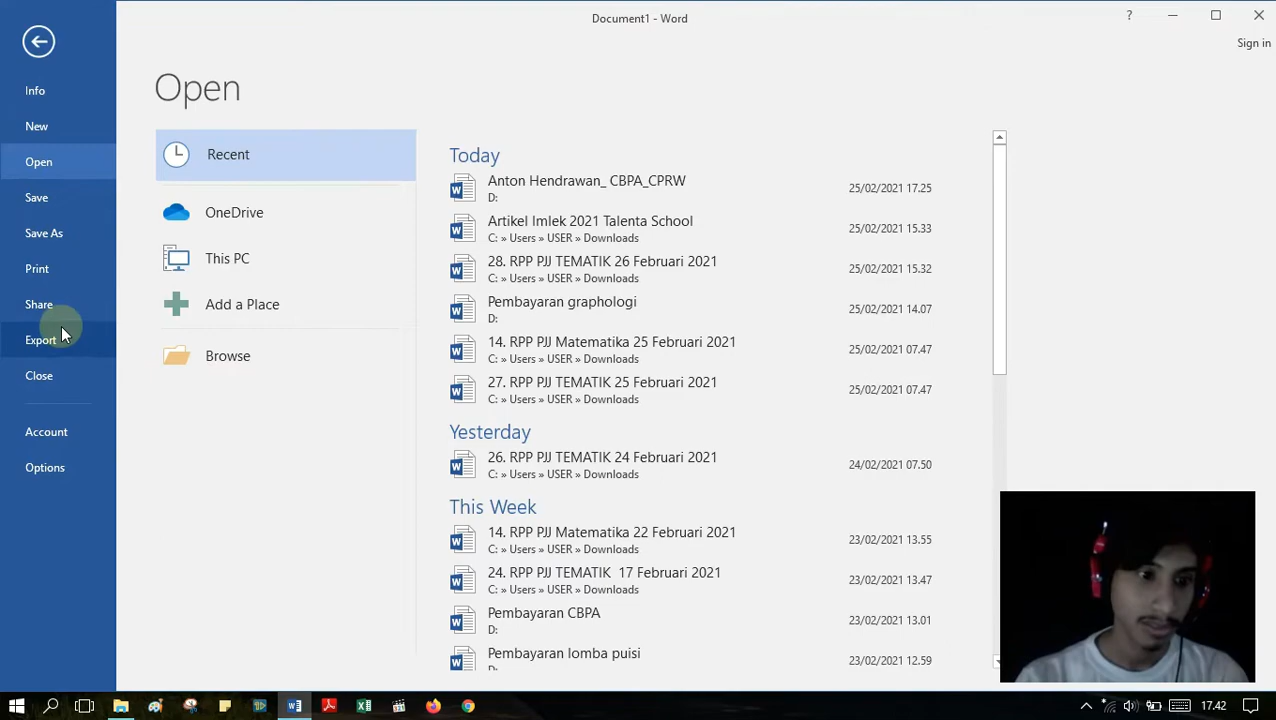 Document1 - Word
?
Sign in
Info
New
Open
Save
Save As
Print
Share
Export
Close
Account
Options
Open
Recent
OneDrive
This PC
Add a Place
Browse
Today
Anton Hendrawan_ CBPA_CPRW
D:
25/02/2021 17.25
Artikel Imlek 2021 Talenta School
C: » Users » USER » Downloads
25/02/2021 15.33
28. RPP PJJ TEMATIK 26 Februari 2021
C: » Users » USER » Downloads
25/02/2021 15.32
Pembayaran graphologi
D:
25/02/2021 14.07
14. RPP PJJ Matematika 25 Februari 2021
C: » Users » USER » Downloads
25/02/2021 07.47
27. RPP PJJ TEMATIK 25 Februari 2021
C: » Users » USER » Downloads
25/02/2021 07.47
Yesterday
26. RPP PJJ TEMATIK 24 Februari 2021
C: » Users » USER » Downloads
24/02/2021 07.50
This Week
14. RPP PJJ Matematika 22 Februari 2021
C: » Users » USER » Downloads
23/02/2021 13.55
24. RPP PJJ TEMATIK  17 Februari 2021
C: » Users » USER » Downloads
23/02/2021 13.47
Pembayaran CBPA
D:
23/02/2021 13.01
Pembayaran lomba puisi
D:
23/02/2021 12.59
17.42